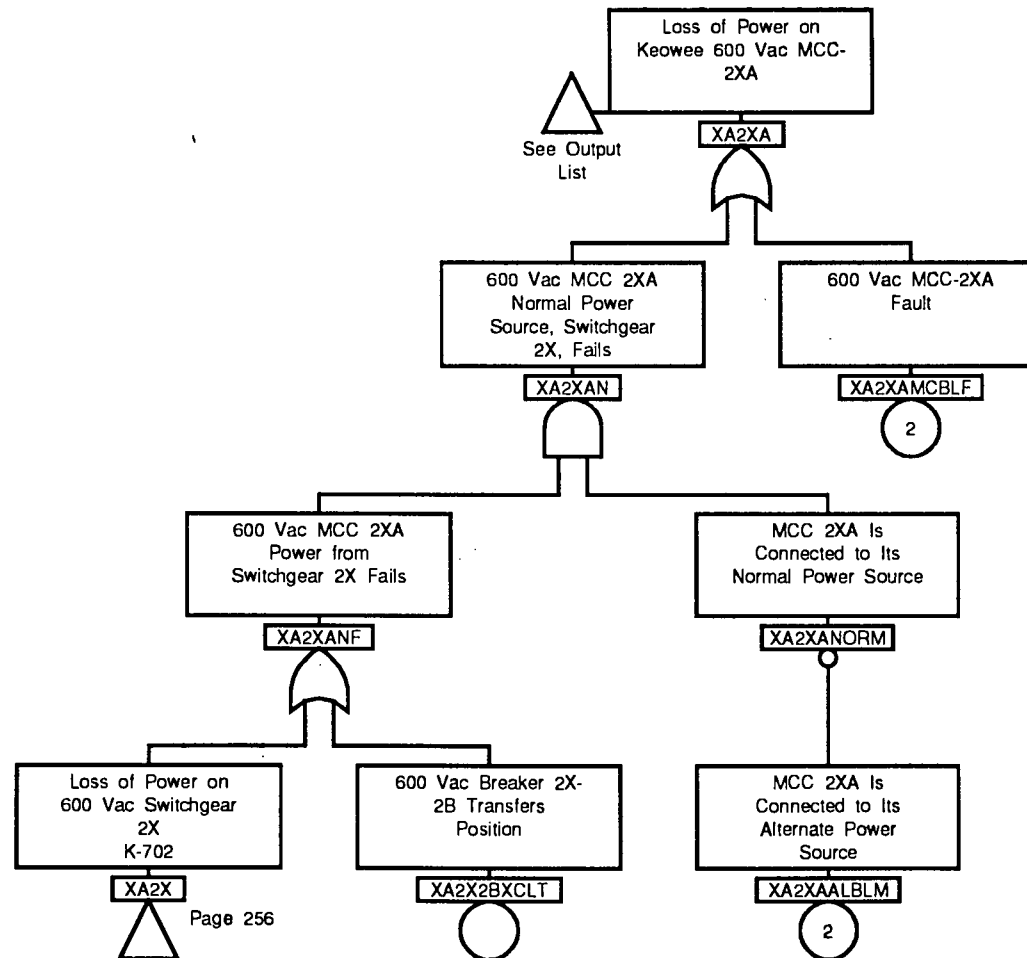 Loss of Power on
Keowee 600 Vac MCC-
2XA
See Output
List
XA2XA
600 Vac MCC 2XA
Normal Power
Source, Switchgear
2X, Fails
XA2XAN
600 Vac MCC-2XA
Fault
XA2XAMCBLF
2
600 Vac MCC 2XA
Power from
Switchgear 2X Fails
XA2XANF
MCC 2XA Is
Connected to Its
Normal Power Source
XA2XANORM
Loss of Power on
600 Vac Switchgear
2X
K-702
XA2X
Page 256
600 Vac Breaker 2X-
2B Transfers
Position
XA2X2BXCLT
MCC 2XA Is
Connected to Its
Alternate Power
Source
XA2XAALBLM
2